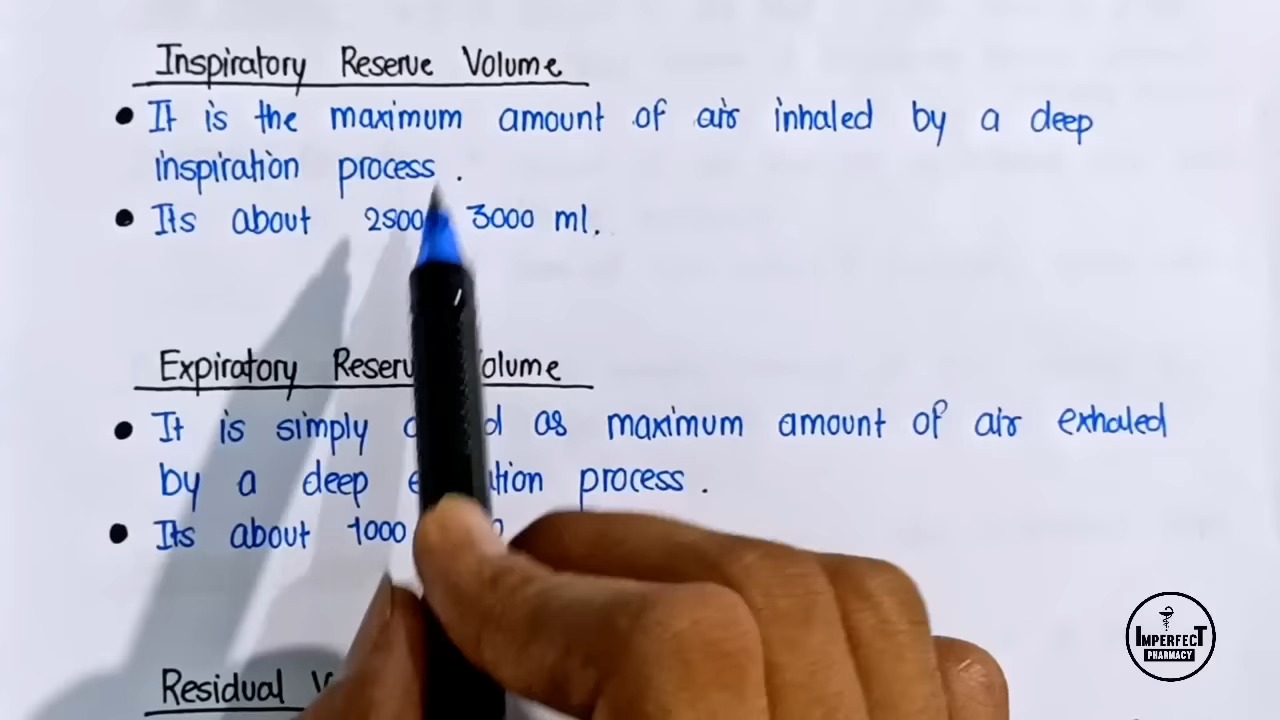 Inspiratory Reserve Volume
• It is the maximum amount of air inhaled by a deep
inspiration process.
• Its about 2500 3000 ml.
Expiratory Reserv olume
• It is simply as maximum amount of air exhaled
by a deep process.
• Its about 1000
Residual
IMPERFECT
PHARMACY